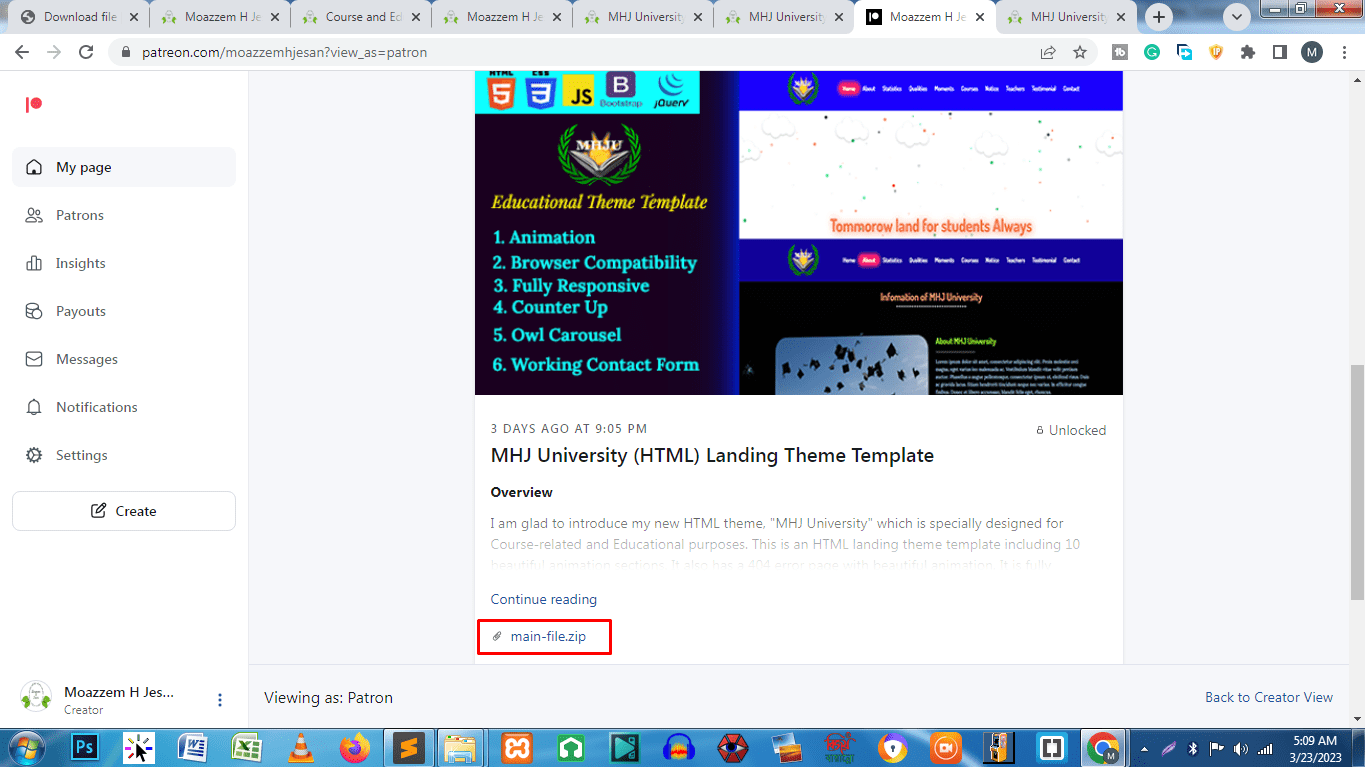 Download file
Moazzem H Je
Course and Ed
Moazzem H Je
MHJ University
MHJ University
Moazzem H Je
MHJ University
patreon.com/moazzemhjesan?view_as=patron
M
My page
Patrons
Insights
Payouts
Messages
Notifications
Settings
Create
Moazzem H Jes...
Creator
HTML CSS JS Bootstrap jQuery
MHJU
Educational Theme Template
1. Animation
2. Browser Compatibility
3. Fully Responsive
4. Counter Up
5. Owl Carousel
6. Working Contact Form
Home About Statistics Qualities Moments Courses Notice Teachers Testimonial Contact
Tommorow land for students Always
Home About Statistics Qualities Moments Courses Notice Teachers Testimonial Contact
Infomation of MHJ University
About MHJ University
3 DAYS AGO AT 9:05 PM
Unlocked
MHJ University (HTML) Landing Theme Template
Overview
I am glad to introduce my new HTML theme, "MHJ University" which is specially designed for
Course-related and Educational purposes. This is an HTML landing theme template including 10
beautiful animation sections. It also has a 404 error page with beautiful animation. It is fully
Continue reading
main-file.zip
Viewing as: Patron
Back to Creator View
Ps
5:09 AM
3/23/2023